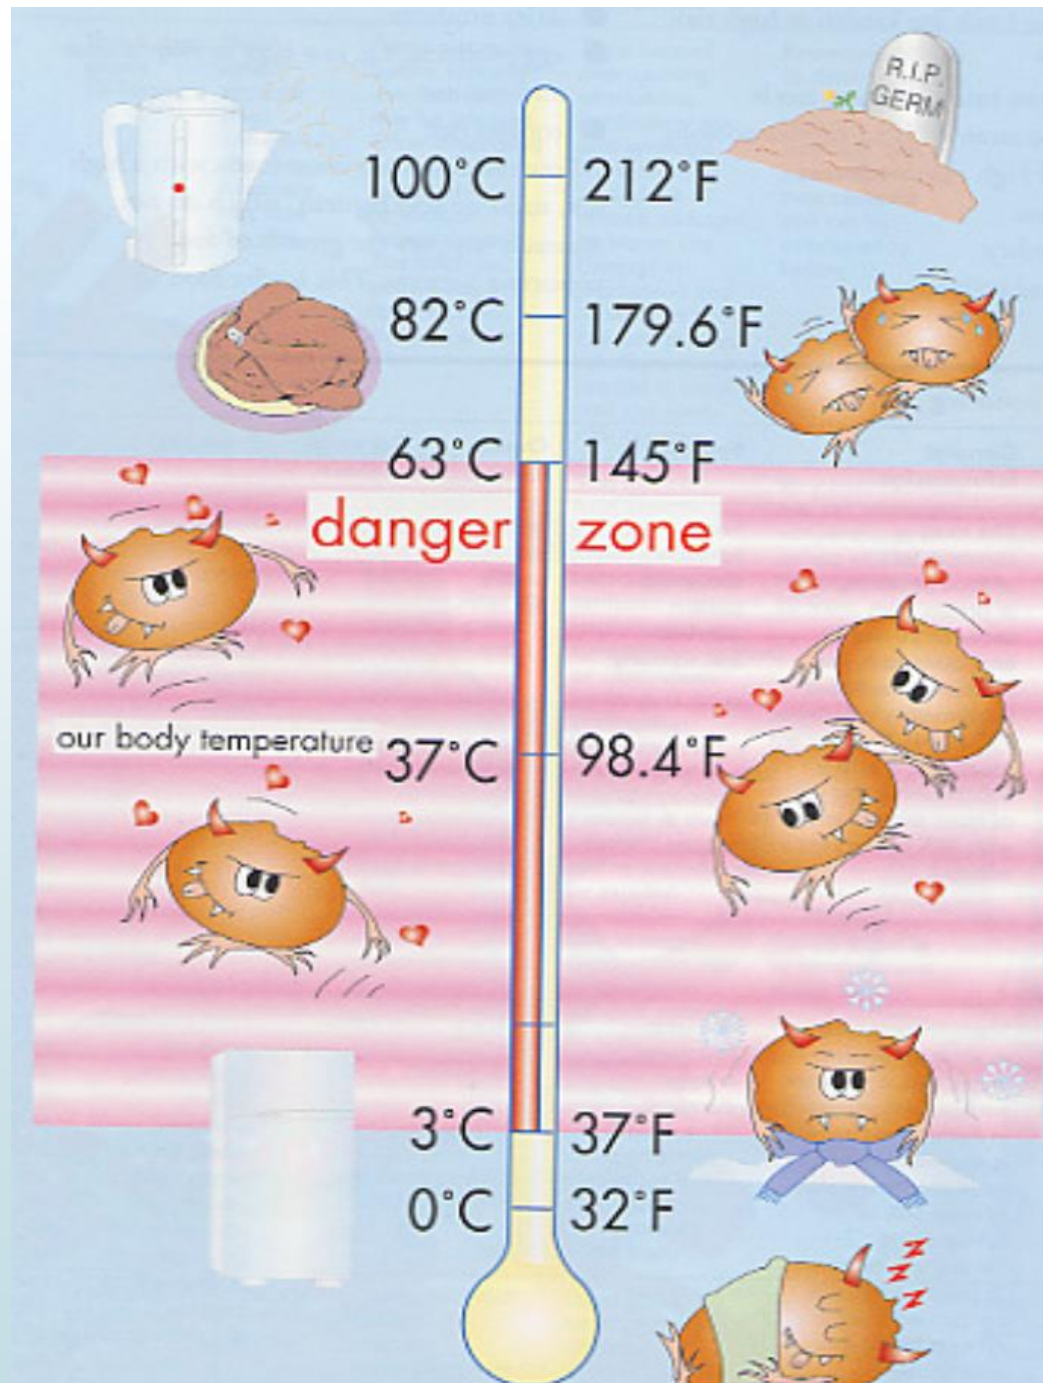 R.I.P.
GERM
100°C 212°F
82°C 179.6°F
63°C 145°F
danger zone
our body temperature 37°C 98.4°F
3°C 37°F
0°C 32°F
z
z
z